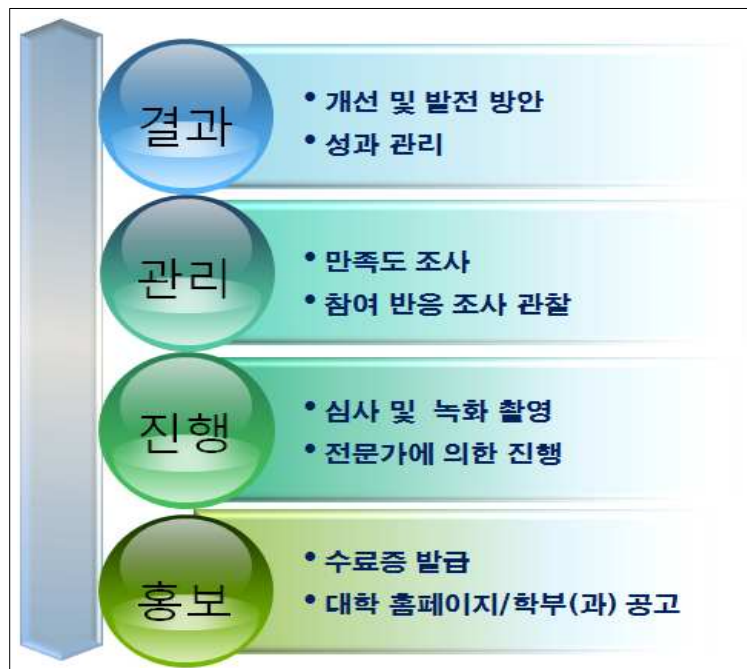 결과
• 개선 및 발전 방안
• 성과 관리
관리
• 만족도 조사
• 참여 반응 조사 관찰
진행
• 심사 및 녹화 촬영
• 전문가에 의한 진행
홍보
• 수료증 발급
• 대학 홈페이지/학부(과) 공고